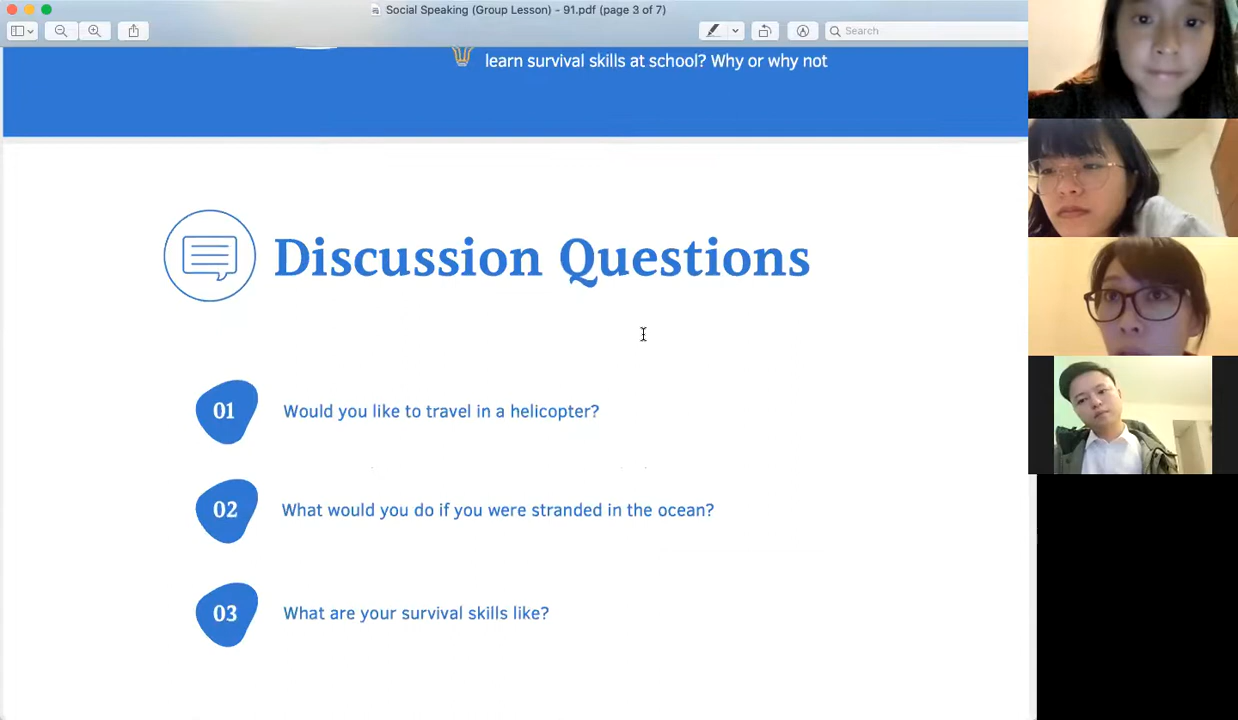 Social Speaking (Group Lesson) - 91.pdf (page 3 of 7)
Search
learn survival skills at school? Why or why not
Discussion Questions
01 Would you like to travel in a helicopter?
02 What would you do if you were stranded in the ocean?
03 What are your survival skills like?